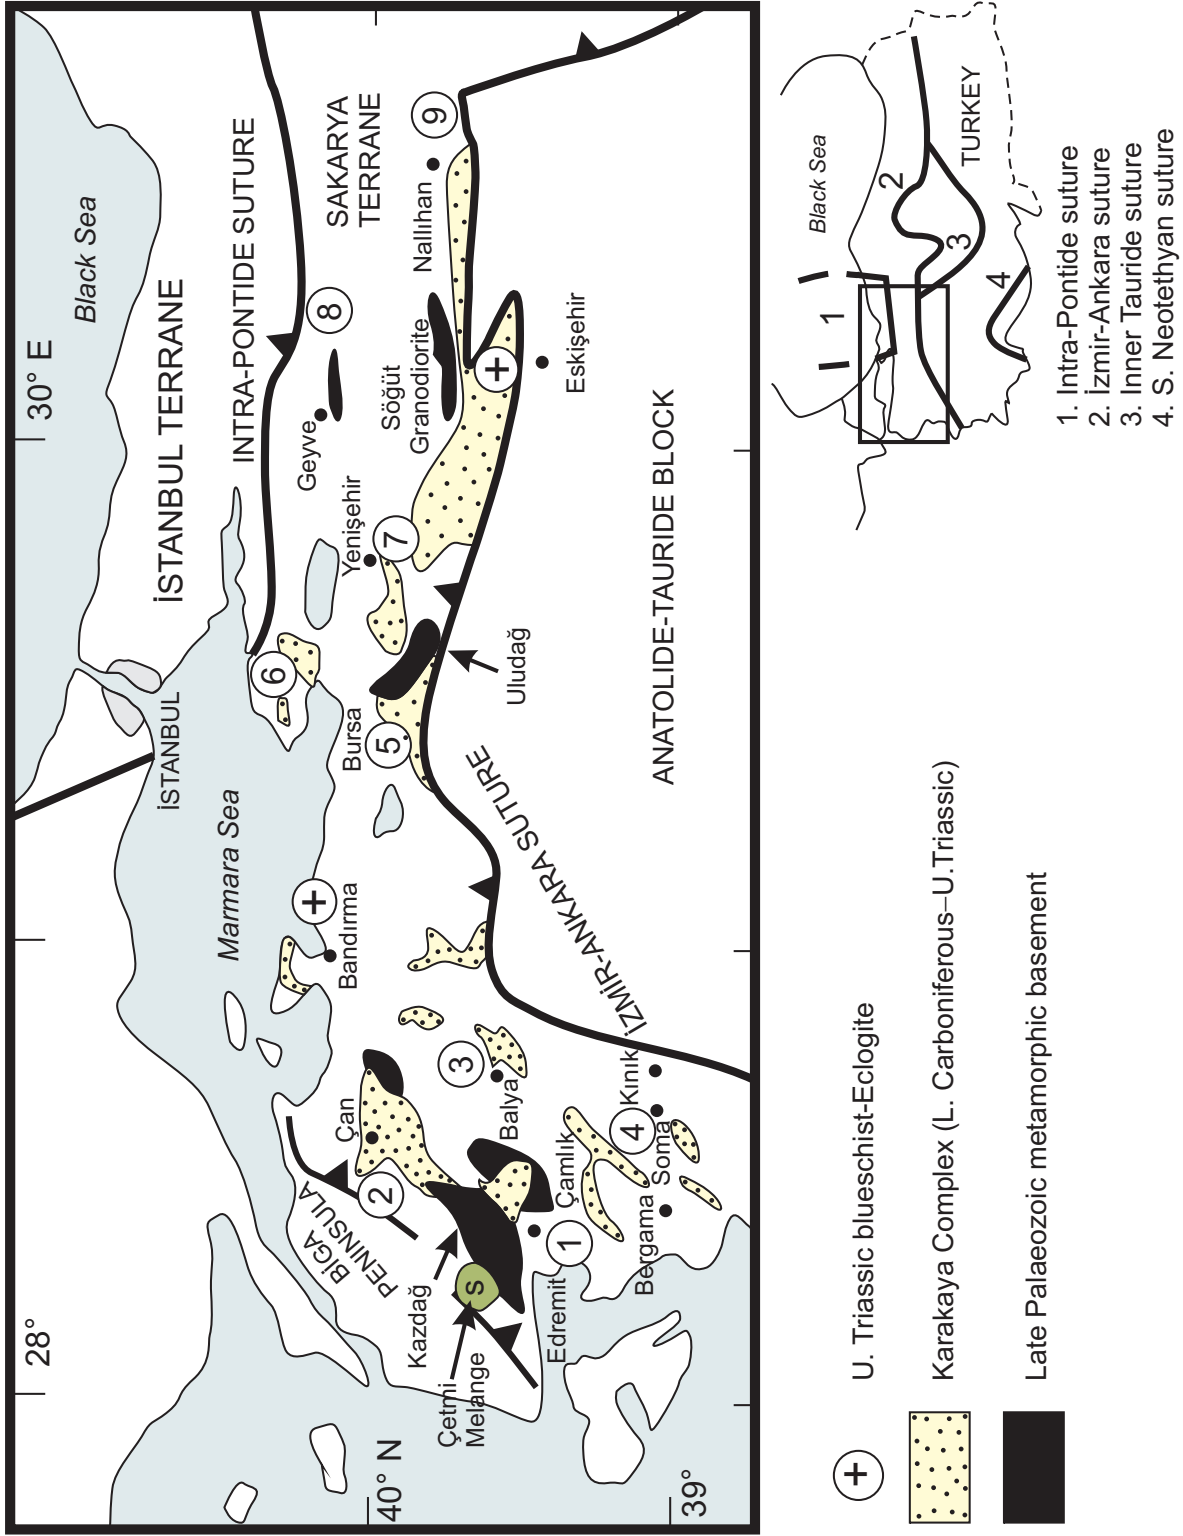 28°
30° E
40° N
39°
Black Sea
Marmara Sea
İSTANBUL TERRANE
İSTANBUL
INTRA-PONTIDE SUTURE
SAKARYA
TERRANE
BİGA
PENINSULA
Çan
Bandırma
Bursa
Yenişehir
Geyve
Söğüt
Granodiorite
Nallıhan
Eskişehir
Uludağ
Kazdağ
Çetmi
Melange
S
Edremit
Çamlık
Balya
Bergama
Soma
Kınık
İZMİR-ANKARA SUTURE
ANATOLIDE-TAURIDE BLOCK
1
2
3
4
5
6
7
8
9
+
+
+
U. Triassic blueschist-Eclogite
Karakaya Complex (L. Carboniferous–U.Triassic)
Late Palaeozoic metamorphic basement
Black Sea
TURKEY
1
2
3
4
1. Intra-Pontide suture
2. İzmir-Ankara suture
3. Inner Tauride suture
4. S. Neotethyan suture